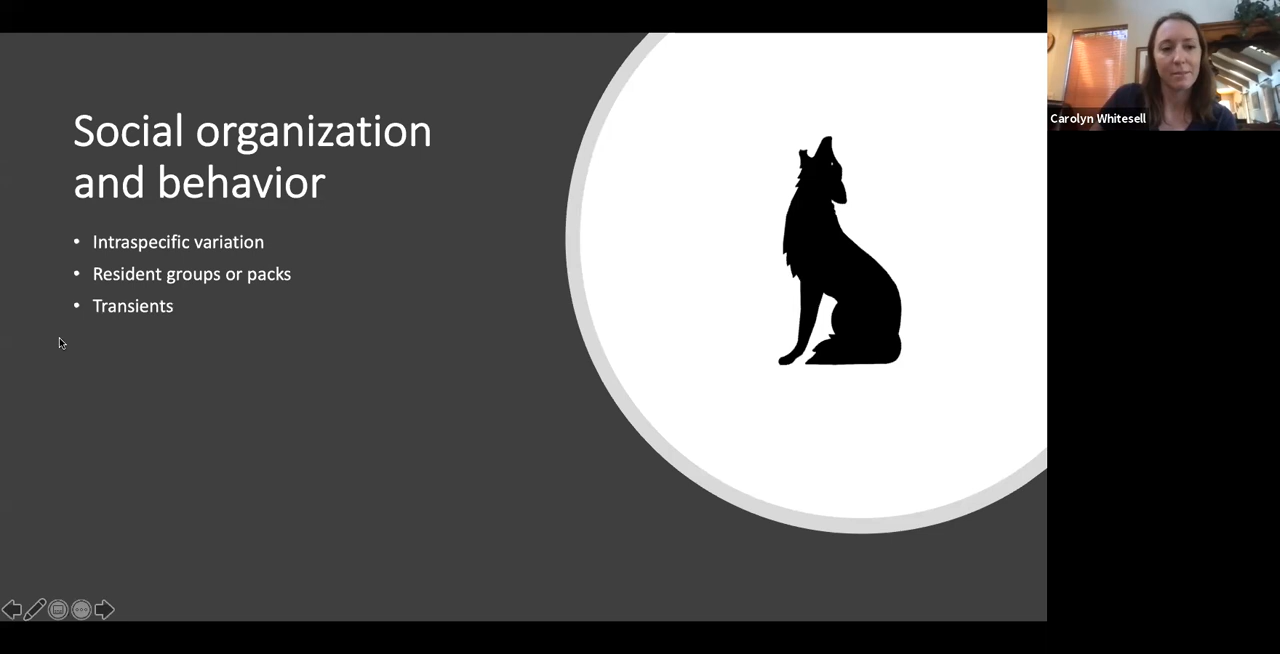 Social organization
and behavior
• Intraspecific variation
• Resident groups or packs
• Transients
Carolyn Whitesell